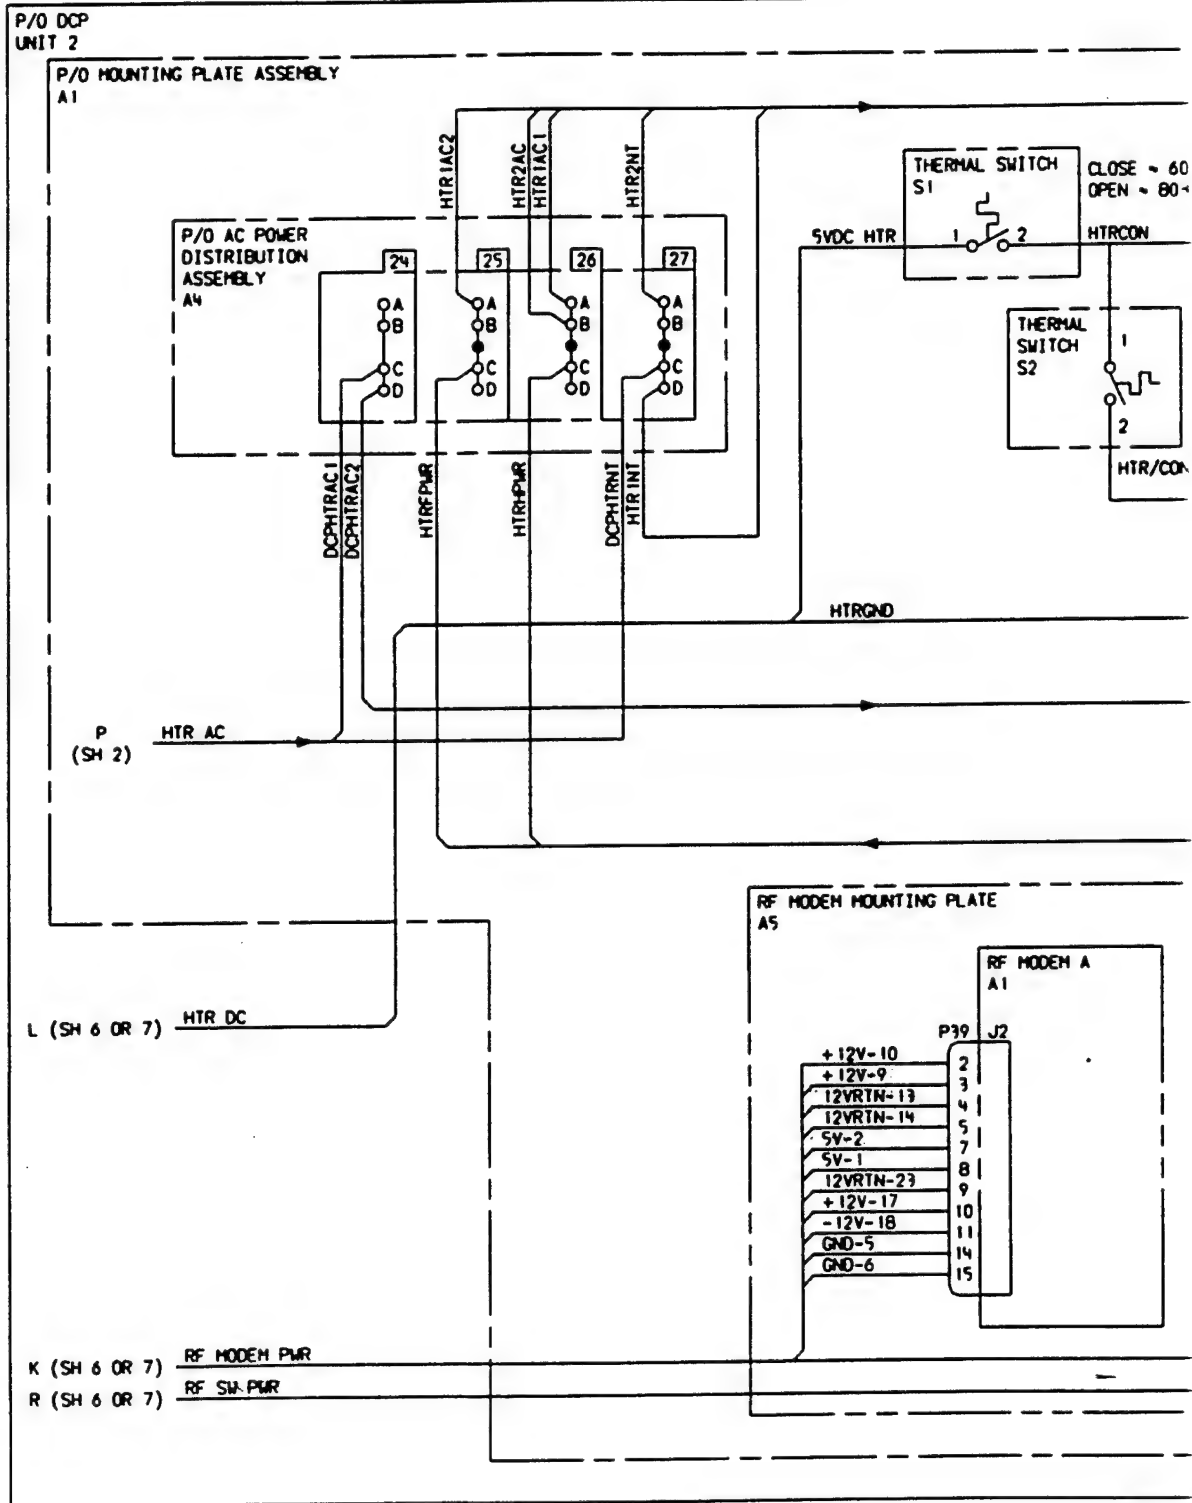 P/O DCP
UNIT 2
P/O MOUNTING PLATE ASSEMBLY
A1
HTR1AC2
HTR2AC
HTR1AC1
HTR2NT
THERMAL SWITCH
S1
CLOSE ~ 60
OPEN ~ 80
P/O AC POWER
DISTRIBUTION
ASSEMBLY
A4
24
25
26
27
5VDC HTR
1
2
HTRCON
A
B
C
D
A
B
C
D
A
B
C
D
A
B
C
D
THERMAL
SWITCH
S2
1
2
HTR/CON
DCPHTRAC1
DCPHTRAC2
HTRFPWR
HTRHPWR
DCPHTRNT
HTR1NT
HTRGND
P
(SH 2)
HTR AC
RF MODEM MOUNTING PLATE
A5
RF MODEM A
A1
L (SH 6 OR 7)
HTR DC
P39
J2
+12V-10
2
+12V-9
3
12VRTN-13
4
12VRTN-14
5
5V-2
7
5V-1
8
12VRTN-23
9
+12V-17
10
-12V-18
11
GND-5
14
GND-6
15
K (SH 6 OR 7)
RF MODEM PWR
R (SH 6 OR 7)
RF SW PWR